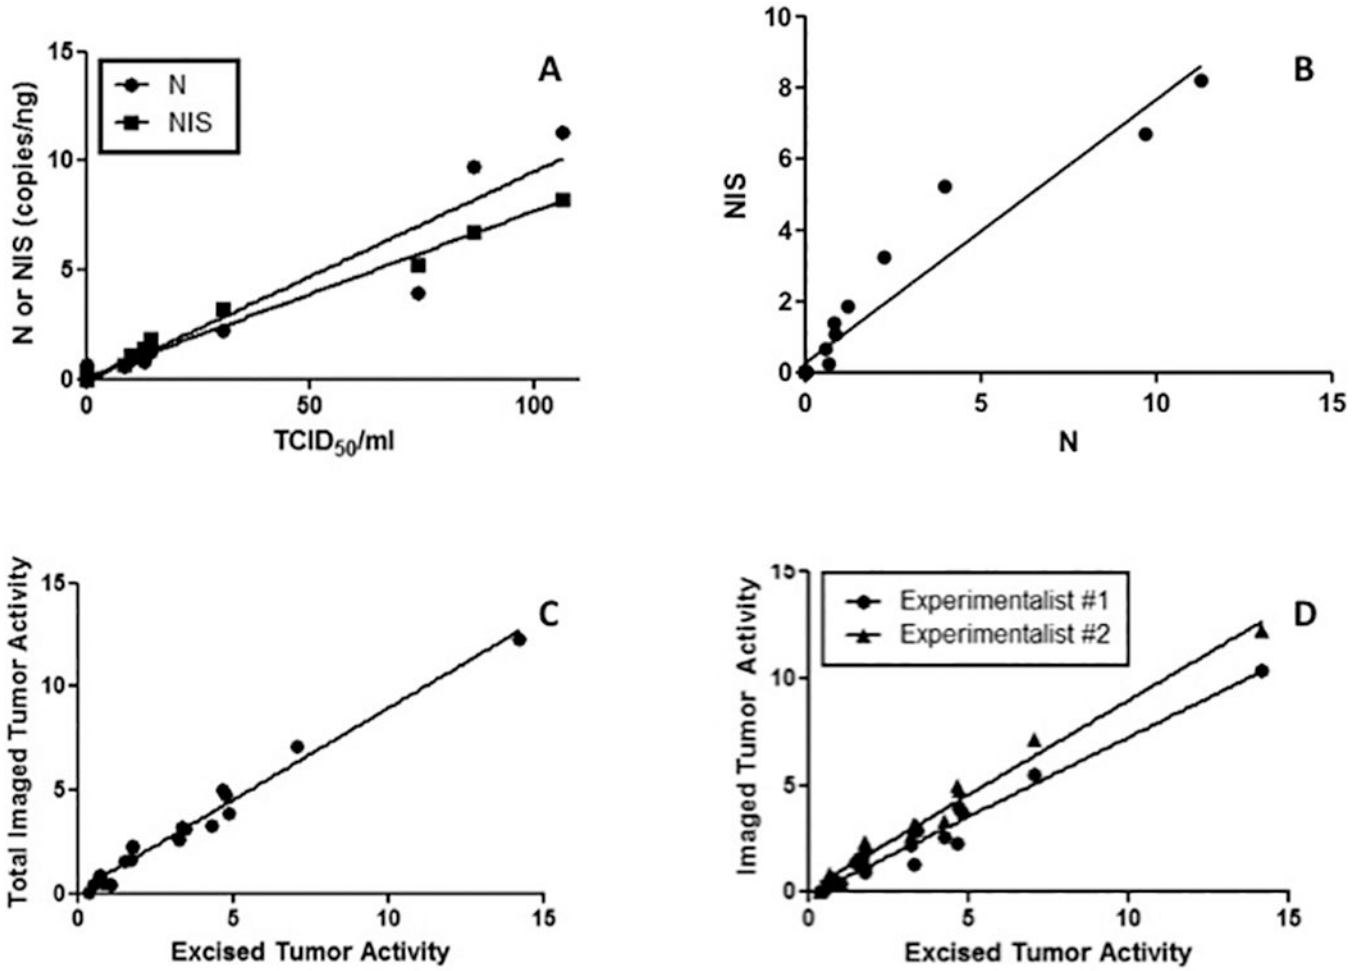 A
N
NIS
N or NIS (copies/ng)
15
10
5
0
0 50 100
TCID50/ml
B
NIS
10
8
6
4
2
0
0 5 10 15
N
C
Total Imaged Tumor Activity
15
10
5
0
0 5 10 15
Excised Tumor Activity
D
Experimentalist #1
Experimentalist #2
Imaged Tumor Activity
15
10
5
0
0 5 10 15
Excised Tumor Activity